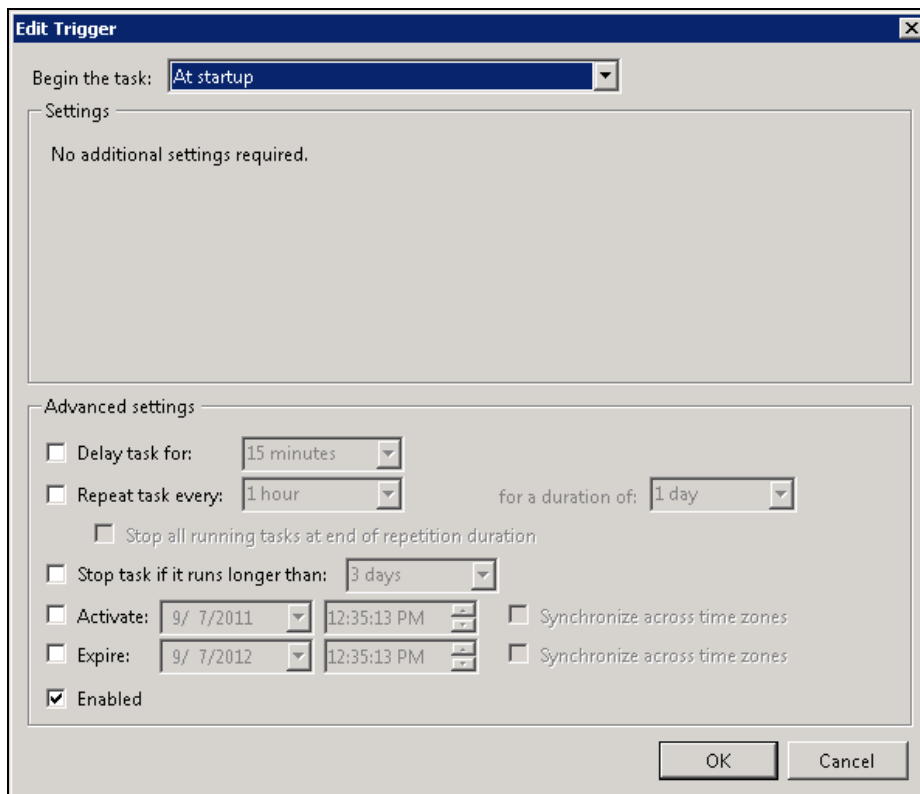 Edit Trigger
Begin the task: At startup
Settings
No additional settings required.
Advanced settings
Delay task for: 15 minutes
Repeat task every: 1 hour for a duration of: 1 day
Stop all running tasks at end of repetition duration
Stop task if it runs longer than: 3 days
Activate: 9/ 7/2011 12:35:13 PM Synchronize across time zones
Expire: 9/ 7/2012 12:35:13 PM Synchronize across time zones
Enabled
OK Cancel